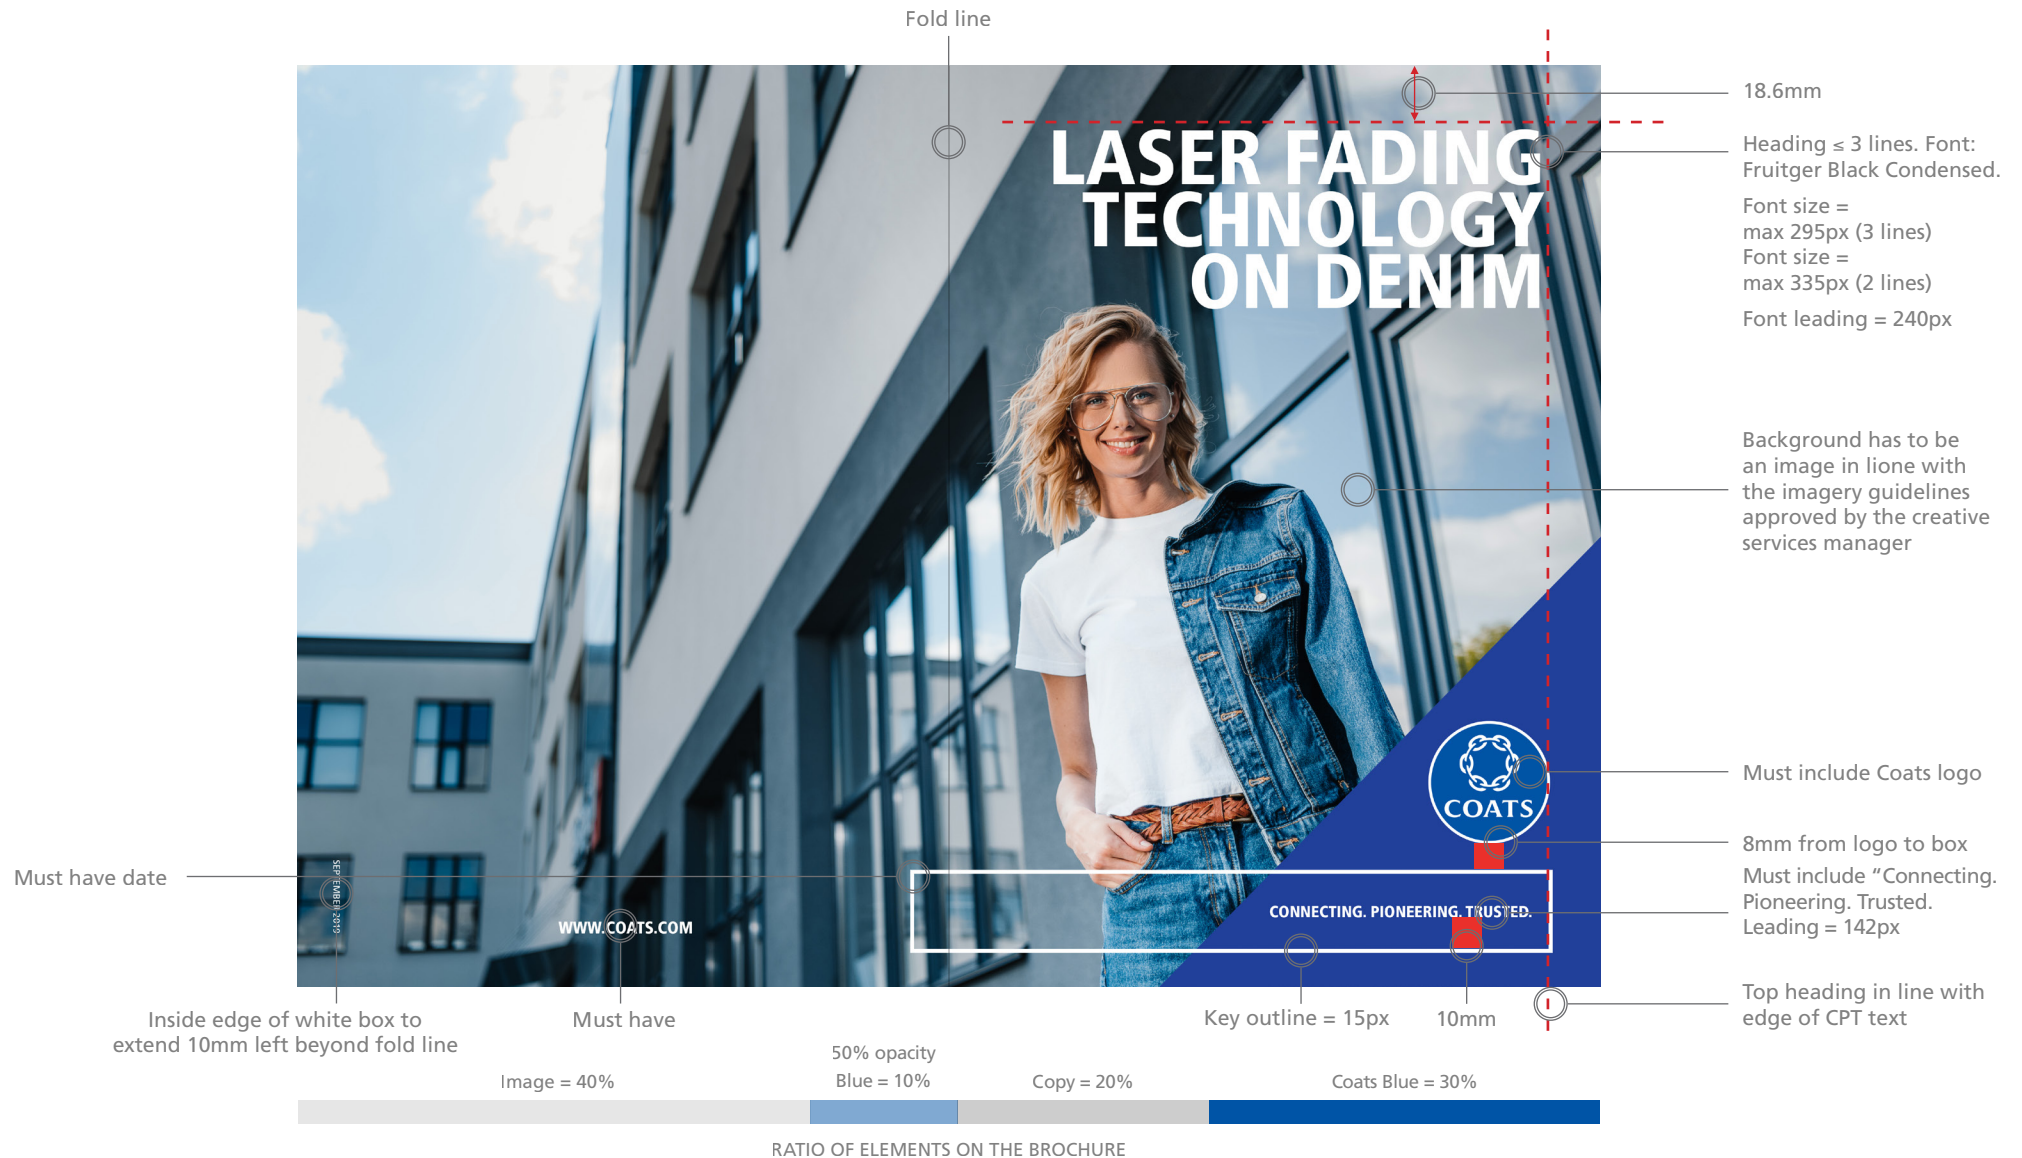 Fold line
18.6mm
LASER FADING
TECHNOLOGY
ON DENIM
Heading ≤ 3 lines. Font:
Fruitger Black Condensed.
Font size =
max 295px (3 lines)
Font size =
max 335px (2 lines)
Font leading = 240px
Background has to be
an image in lione with
the imagery guidelines
approved by the creative
services manager
COATS
Must include Coats logo
8mm from logo to box
Must include “Connecting.
Pioneering. Trusted.
Leading = 142px
Must have date
SEPTEMBER 2019
WWW.COATS.COM
CONNECTING. PIONEERING. TRUSTED.
Top heading in line with
edge of CPT text
Inside edge of white box to
extend 10mm left beyond fold line
Must have
Key outline = 15px
10mm
Image = 40%
50% opacity
Blue = 10%
Copy = 20%
Coats Blue = 30%
RATIO OF ELEMENTS ON THE BROCHURE